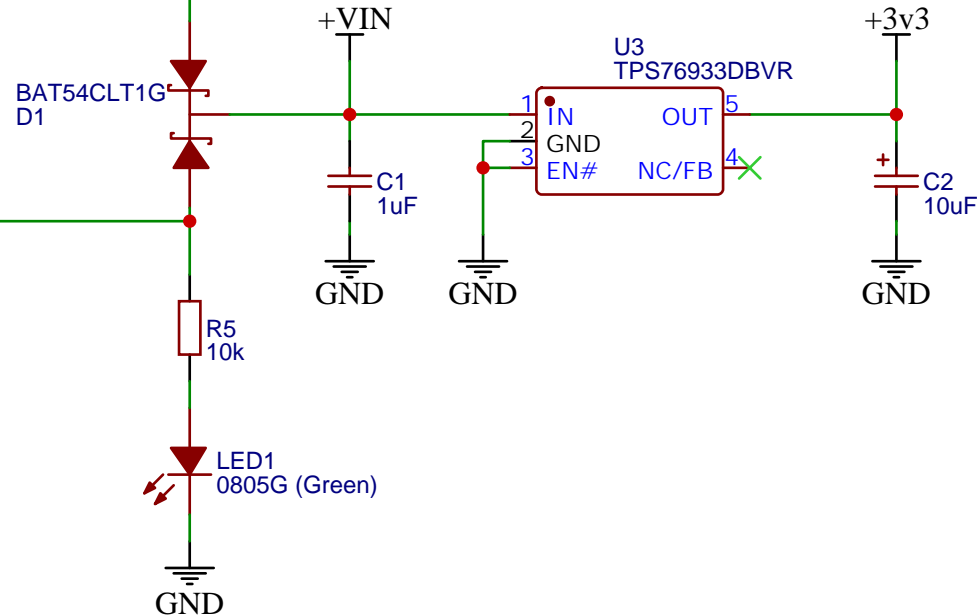 +VIN
+3v3
U3
TPS76933DBVR
BAT54CLT1G
D1
1
IN
2
GND
3
EN#
OUT
5
NC/FB
4
C1
1uF
+
C2
10uF
GND
GND
GND
R5
10k
LED1
0805G (Green)
GND